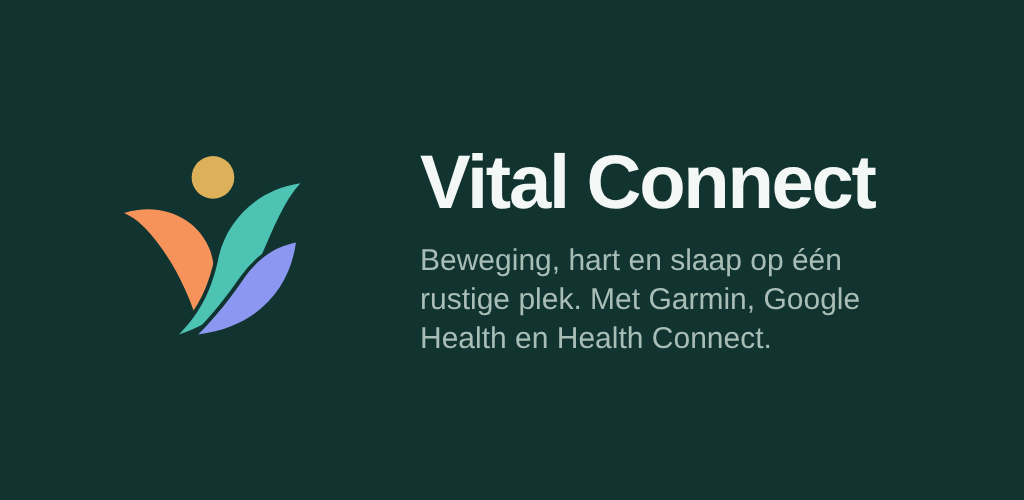 Vital Connect
Beweging, hart en slaap op één
rustige plek. Met Garmin, Google
Health en Health Connect.